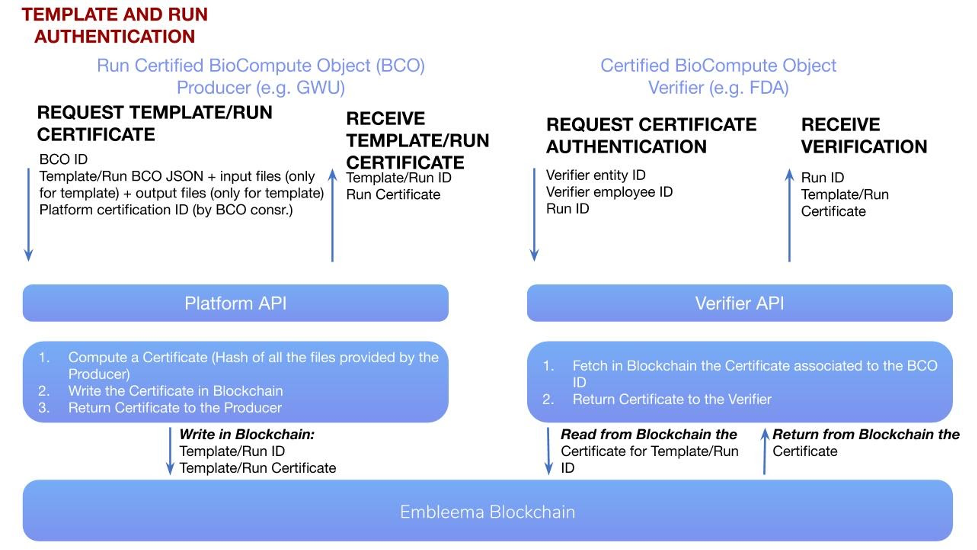 TEMPLATE AND RUN
AUTHENTICATION
Run Certified BioCompute Object (BCO)
Producer (e.g. GWU)
REQUEST TEMPLATE/RUN
CERTIFICATE
BCO ID
Template/Run BCO JSON + input files (only
for template) + output files (only for template)
Platform certification ID (by BCO consr.)
RECEIVE
TEMPLATE/RUN
CERTIFICATE
Template/Run ID
Run Certificate
Platform API
1. Compute a Certificate (Hash of all the files provided by the
Producer)
2. Write the Certificate in Blockchain
3. Return Certificate to the Producer
Write in Blockchain:
Template/Run ID
Template/Run Certificate
Certified BioCompute Object
Verifier (e.g. FDA)
REQUEST CERTIFICATE
AUTHENTICATION
Verifier entity ID
Verifier employee ID
Run ID
RECEIVE
VERIFICATION
Run ID
Template/Run
Certificate
Verifier API
1. Fetch in Blockchain the Certificate associated to the BCO
ID
2. Return Certificate to the Verifier
Read from Blockchain the
Certificate for Template/Run
ID
Return from Blockchain the
Certificate
Embleema Blockchain